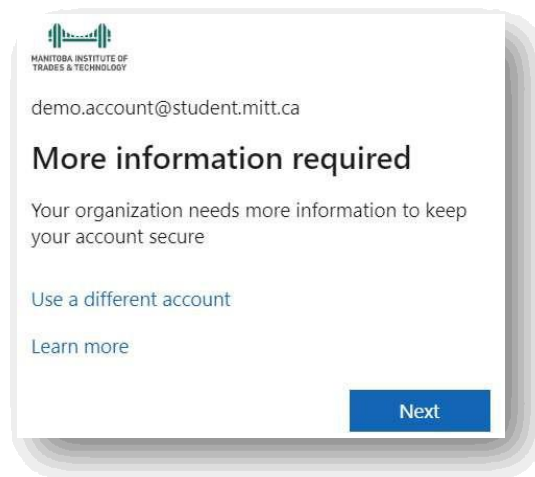 MANITOBA INSTITUTE OF
TRADES & TECHNOLOGY
demo.account@student.mitt.ca
More information required
Your organization needs more information to keep
your account secure
Use a different account
Learn more
Next